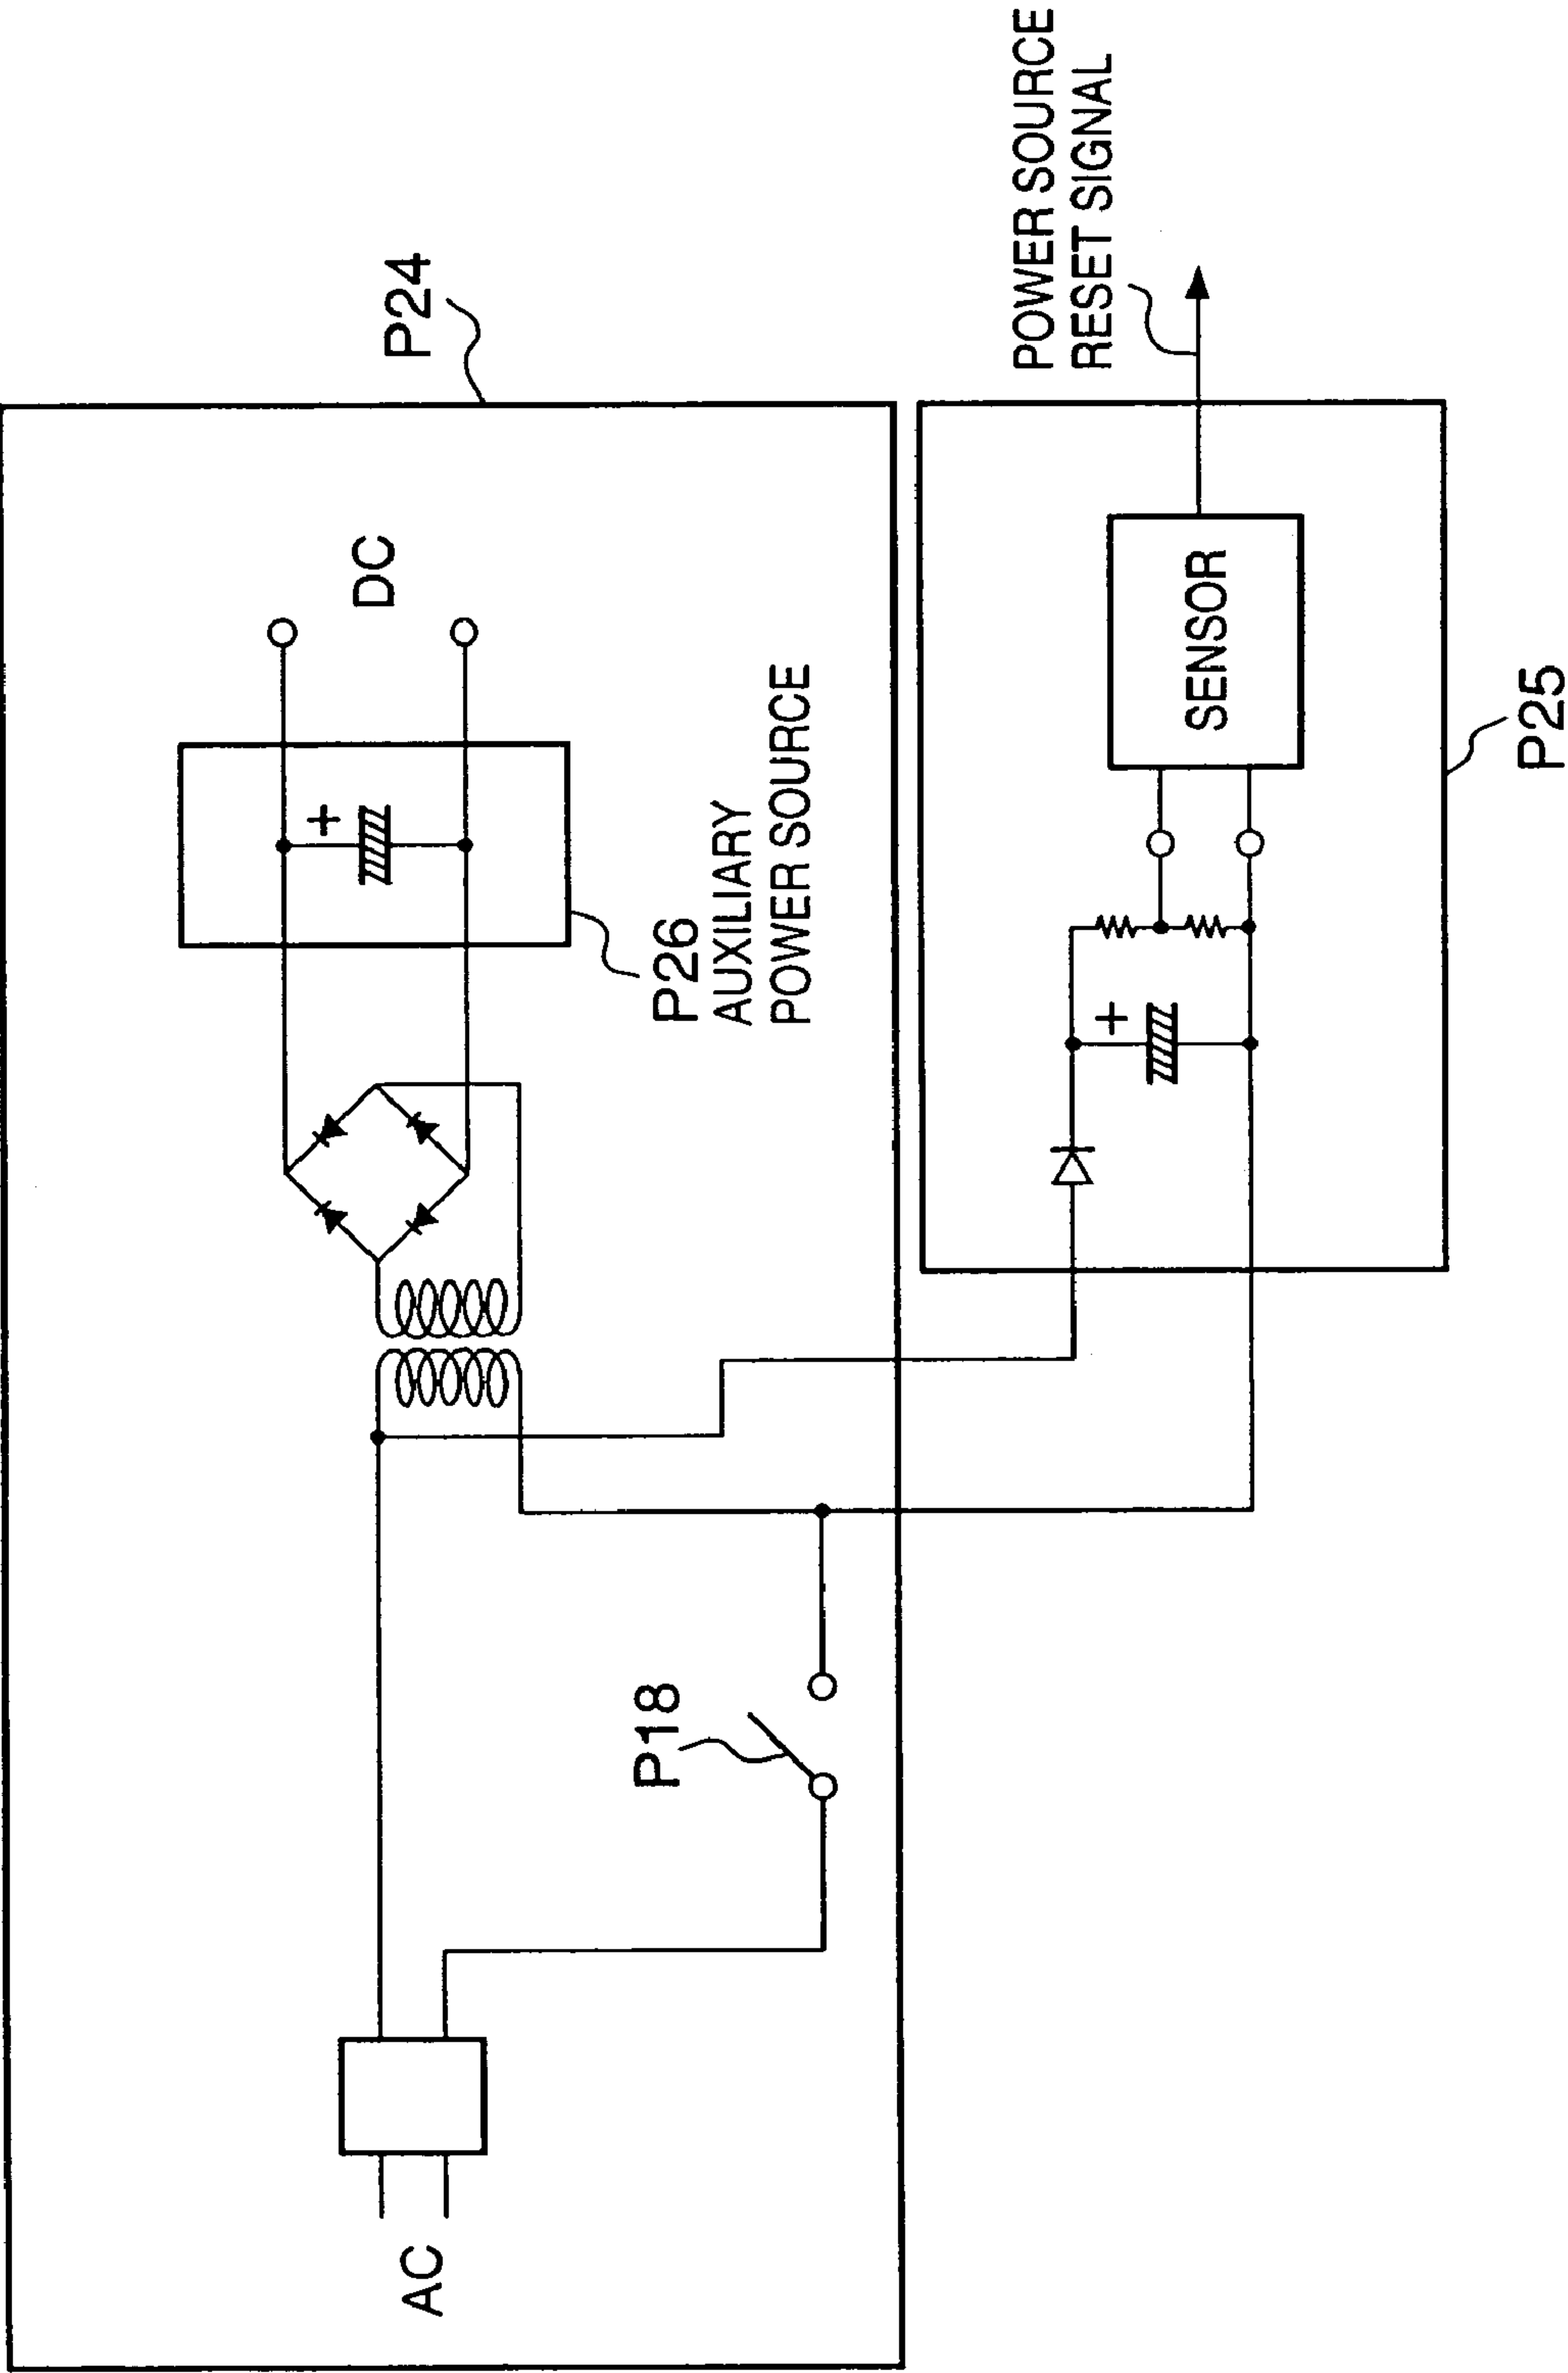 P24
DC
P26
AUXILIARY
POWER SOURCE
+
P18
AC
POWER SOURCE
RESET SIGNAL
SENSOR
+
P25